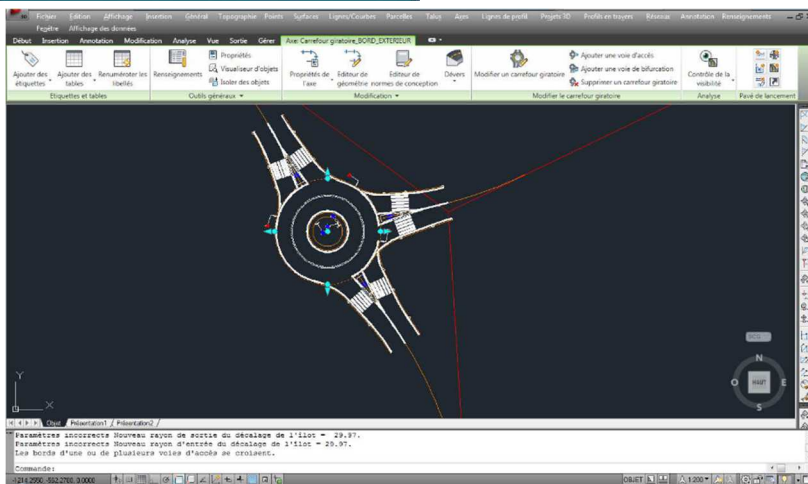 Fichier Edition Affichage Insertion Général Topographie Points Surfaces Lignes/Courbes Parcelles Talus Axes Lignes de profil Projets 3D Profils en travers Réseaux Annotation Renseignements
Fenêtre Affichage des données
Début Insertion Annotation Modification Analyse Vue Sortie Gérer Axe: Carrefour giratoire_BORD_EXTERIEUR
Ajouter des étiquettes
Ajouter des tables
Renuméroter les libellés
Renseignements
Propriétés
Visualiseur d'objets
Isoler des objets
Propriétés de l'axe
Editeur de géométrie
Editeur de normes de conception
Dévers
Modifier un carrefour giratoire
Ajouter une voie d'accès
Ajouter une voie de bifurcation
Supprimer un carrefour giratoire
Contrôle de la visibilité
Etiquettes et tables
Outils généraux
Modification
Modifier le carrefour giratoire
Analyse
Pavé de lancement
N
O
HAUT
E
S
Y
X
Objet Présentation1 Présentation2
Paramètres incorrects Nouveau rayon de sortie du décalage de l'îlot = 29.97.
Paramètres incorrects Nouveau rayon d'entrée du décalage de l'îlot = 29.97.
Les bords d'une ou de plusieurs voies d'accès se croisent.
Commande:
OBJET
1:200